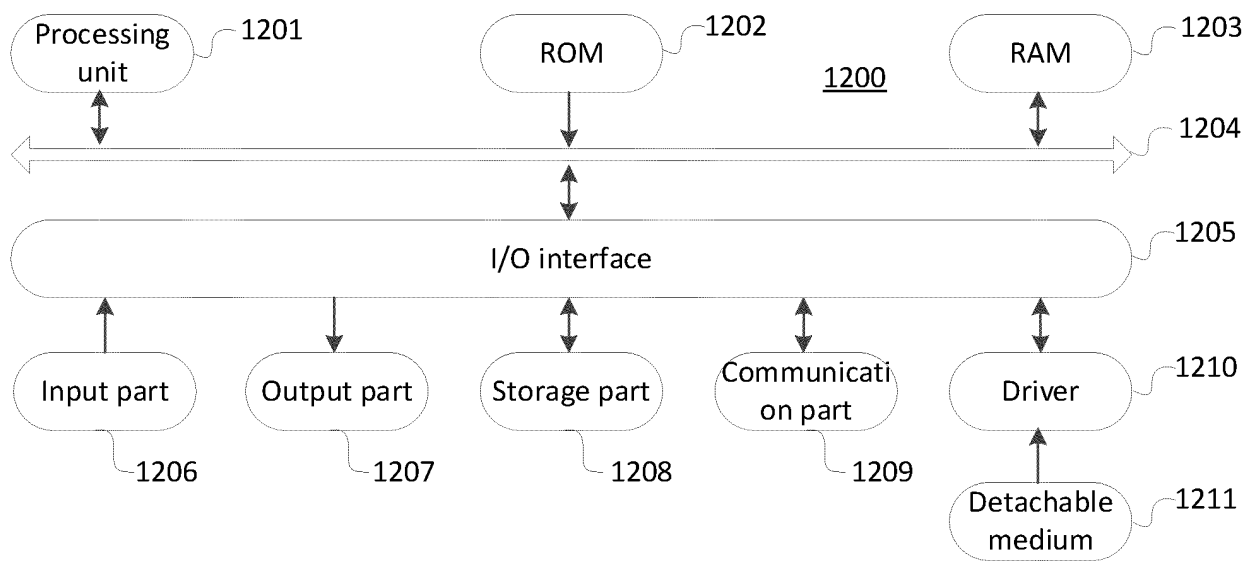 Processing
unit
1201
ROM
1202
RAM
1203
1200
1204
I/O interface
1205
Input part
1206
Output part
1207
Storage part
1208
Communicati
on part
1209
Driver
1210
Detachable
medium
1211